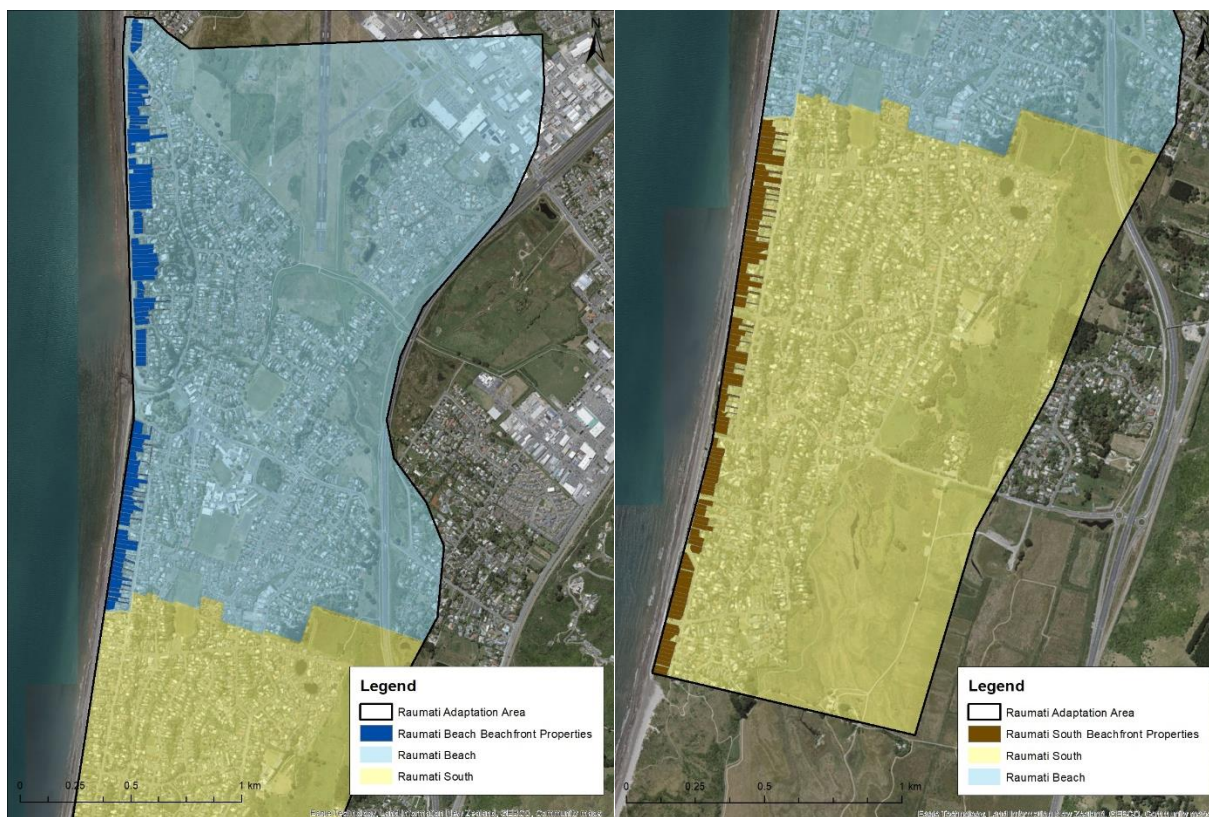 N
Legend
Raumati Adaptation Area
Raumati Beach Beachfront Properties
Raumati Beach
Raumati South
0 0.25 0.5 1 km
Legend
Raumati Adaptation Area
Raumati South Beachfront Properties
Raumati South
Raumati Beach
0 0.25 0.5 1 km